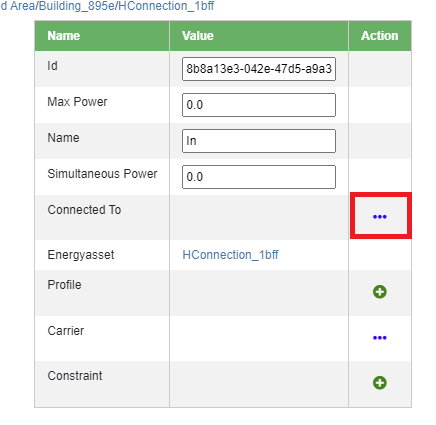 d Area/Building_895e/HConnection_1bff
Name Value Action
Id 8b8a13e3-042e-47d5-a9a3
Max Power 0.0
Name In
Simultaneous Power 0.0
Connected To •••
Energyasset HConnection_1bff
Profile
Carrier •••
Constraint